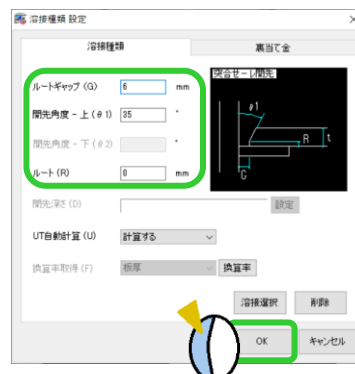 溶接種類 設定
溶接種類 裏当て金
ルートギャップ (G) 6 mm
開先角度 - 上 (θ1) 35 °
開先角度 - 下 (θ2) °
ルート (R) 0 mm
突合せーレ開先
θ1
R t
G
開先深さ (D) 設定
UT自動計算 (U) 計算する
換算率取得 (F) 板厚 換算率
溶接選択 削除
OK キャンセル